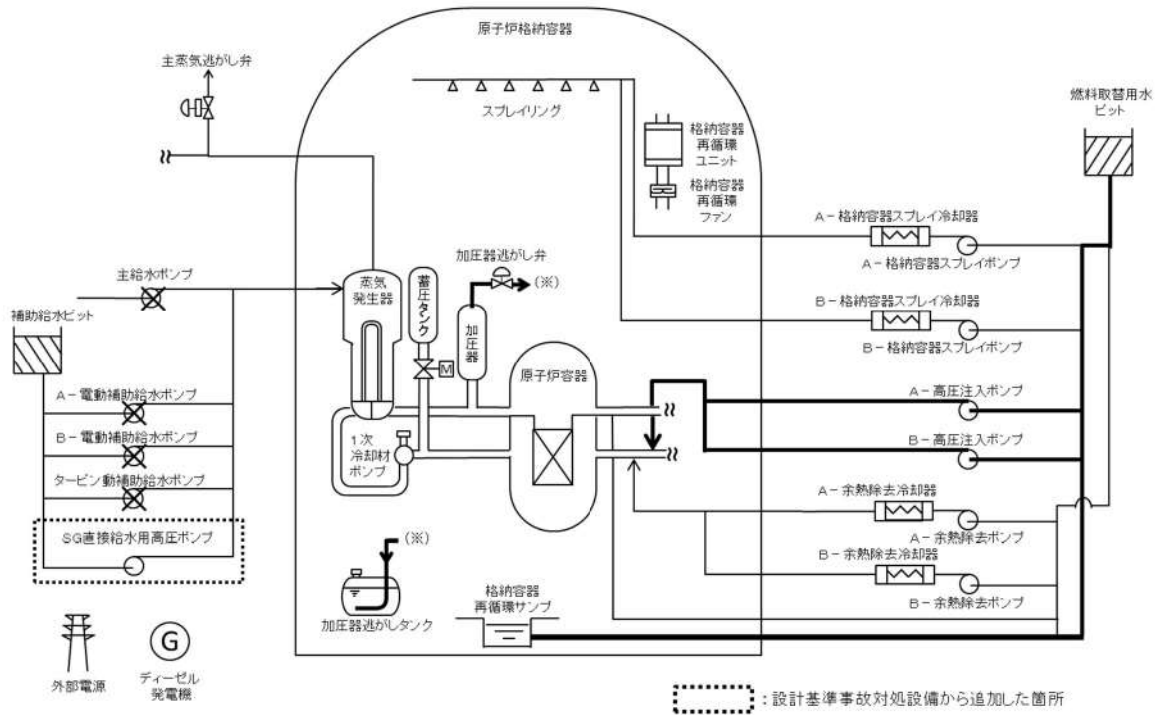 原子炉格納容器
主蒸気逃がし弁
スプレイリング
燃料取替用水
ピット
格納容器
再循環
ユニット
格納容器
再循環
ファン
A-格納容器スプレイ冷却器
A-格納容器スプレイポンプ
加圧器逃がし弁
(※)
主給水ポンプ
蒸気
発生器
蓄圧タンク
加圧器
補助給水ピット
B-格納容器スプレイ冷却器
B-格納容器スプレイポンプ
M
原子炉容器
A-電動補助給水ポンプ
A-高圧注入ポンプ
B-電動補助給水ポンプ
1次
冷却材
ポンプ
B-高圧注入ポンプ
タービン動補助給水ポンプ
A-余熱除去冷却器
A-余熱除去ポンプ
SG直接給水用高圧ポンプ
(※)
B-余熱除去冷却器
B-余熱除去ポンプ
格納容器
再循環サンプ
加圧器逃がしタンク
G
外部電源
ディーゼル
発電機
:設計基準事故対処設備から追加した箇所